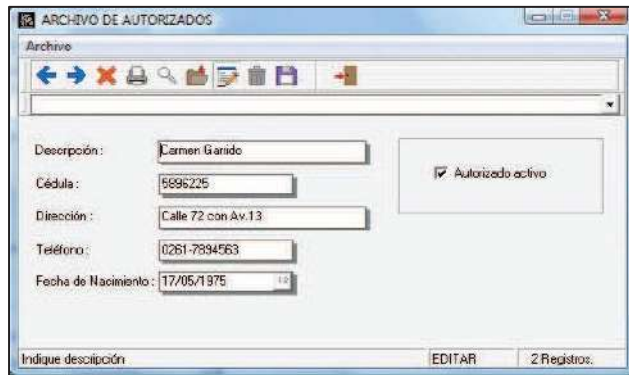 ARCHIVO DE AUTORIZADOS
Archivo
Descripción :
Carmen Garrido
Autorizado activo
Cédula :
5896225
Dirección :
Calle 72 con Av.13
Teléfono :
0261-7894563
Fecha de Nacimiento :
17/05/1975
Indique descripción
EDITAR
2 Registros.